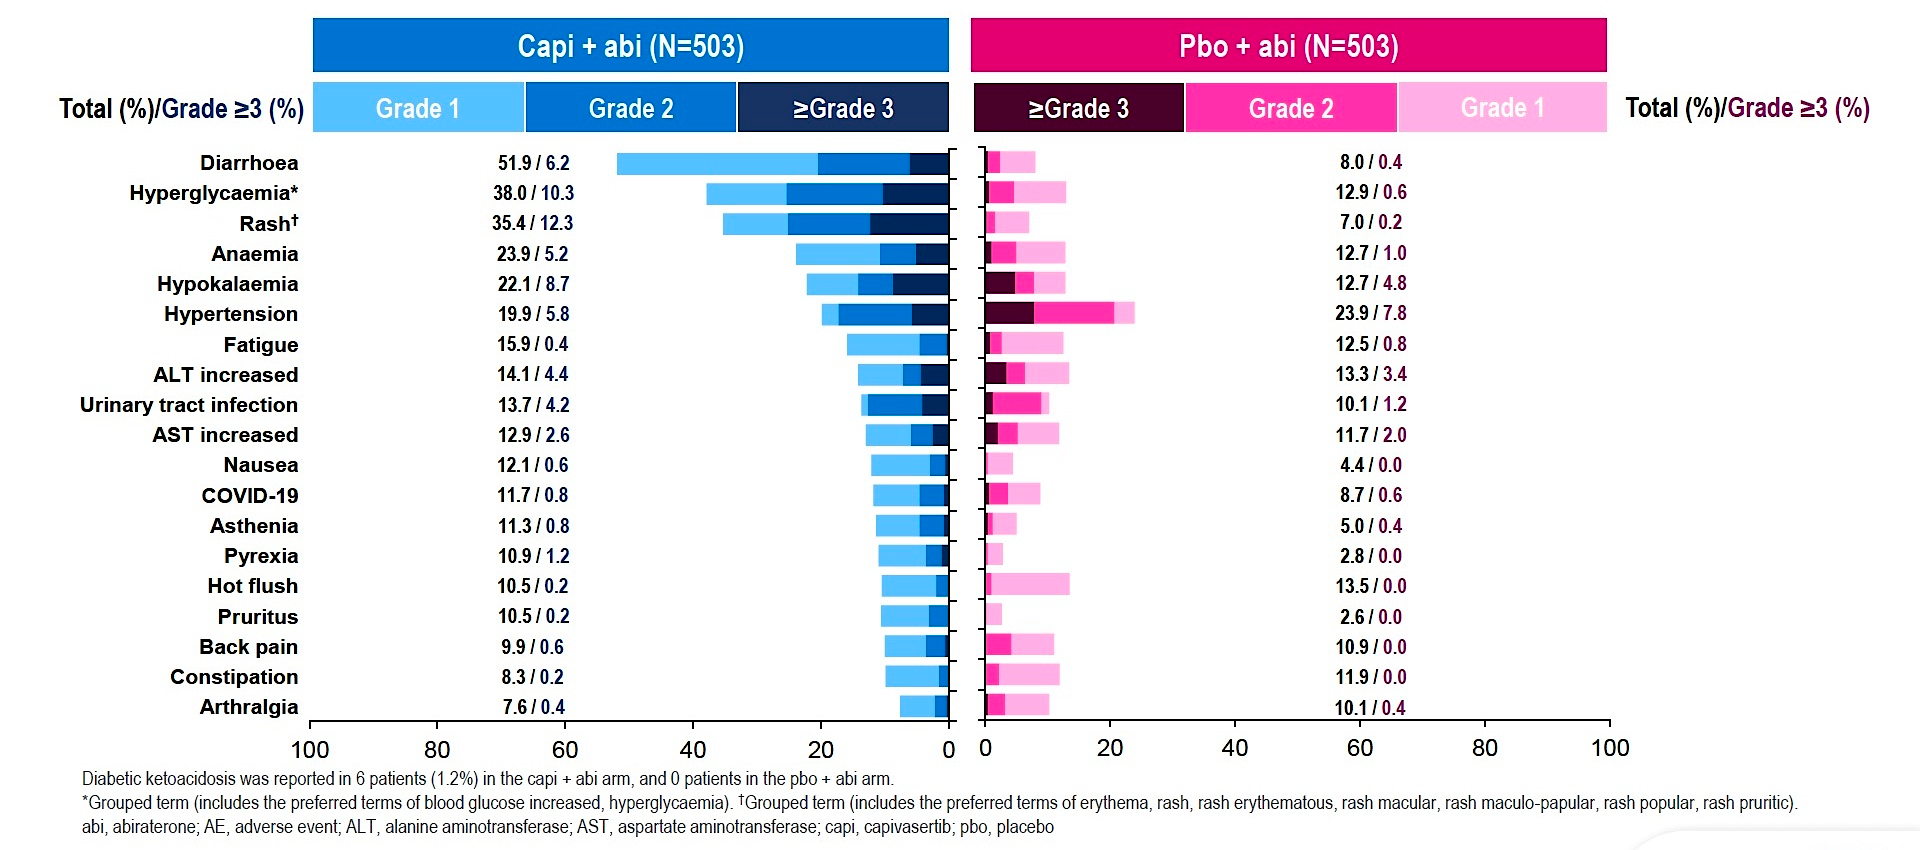 Capi + abi (N=503) Pbo + abi (N=503)
Total (%)/Grade ≥3 (%) Grade 1 Grade 2 ≥Grade 3 ≥Grade 3 Grade 2 Grade 1 Total (%)/Grade ≥3 (%)
Diarrhoea 51.9 / 6.2 8.0 / 0.4
Hyperglycaemia* 38.0 / 10.3 12.9 / 0.6
Rash† 35.4 / 12.3 7.0 / 0.2
Anaemia 23.9 / 5.2 12.7 / 1.0
Hypokalaemia 22.1 / 8.7 12.7 / 4.8
Hypertension 19.9 / 5.8 23.9 / 7.8
Fatigue 15.9 / 0.4 12.5 / 0.8
ALT increased 14.1 / 4.4 13.3 / 3.4
Urinary tract infection 13.7 / 4.2 10.1 / 1.2
AST increased 12.9 / 2.6 11.7 / 2.0
Nausea 12.1 / 0.6 4.4 / 0.0
COVID-19 11.7 / 0.8 8.7 / 0.6
Asthenia 11.3 / 0.8 5.0 / 0.4
Pyrexia 10.9 / 1.2 2.8 / 0.0
Hot flush 10.5 / 0.2 13.5 / 0.0
Pruritus 10.5 / 0.2 2.6 / 0.0
Back pain 9.9 / 0.6 10.9 / 0.0
Constipation 8.3 / 0.2 11.9 / 0.0
Arthralgia 7.6 / 0.4 10.1 / 0.4
100 80 60 40 20 0 0 20 40 60 80 100
Diabetic ketoacidosis was reported in 6 patients (1.2%) in the capi + abi arm, and 0 patients in the pbo + abi arm.
*Grouped term (includes the preferred terms of blood glucose increased, hyperglycaemia). †Grouped term (includes the preferred terms of erythema, rash, rash erythematous, rash macular, rash maculo-papular, rash popular, rash pruritic).
abi, abiraterone; AE, adverse event; ALT, alanine aminotransferase; AST, aspartate aminotransferase; capi, capivasertib; pbo, placebo